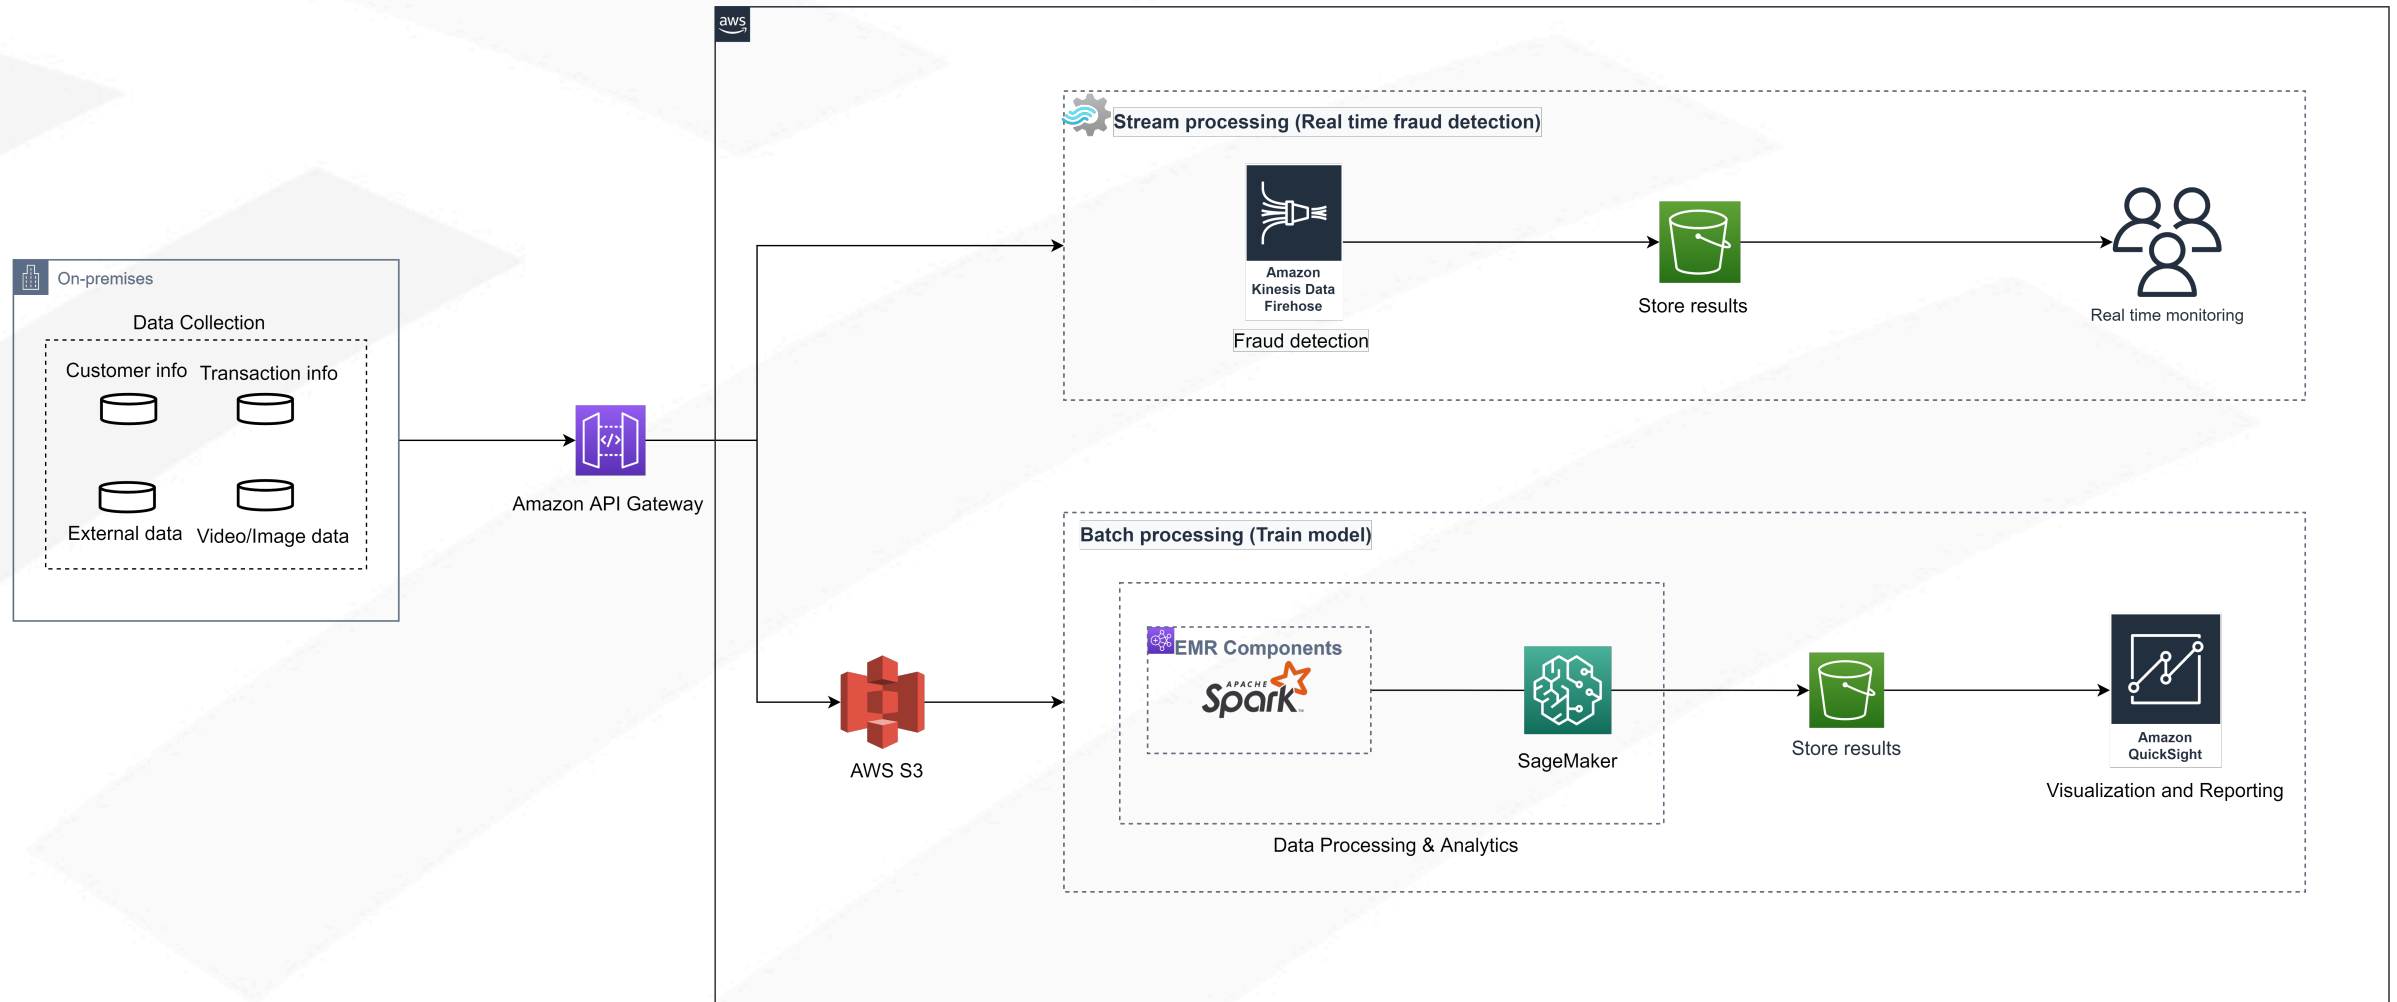 aws
Stream processing (Real time fraud detection)
Amazon
Kinesis Data
Firehose
Fraud detection
Store results
Real time monitoring
On-premises
Data Collection
Customer info
Transaction info
External data
Video/Image data
Amazon API Gateway
AWS S3
Batch processing (Train model)
EMR Components
APACHE
Spark™
SageMaker
Data Processing & Analytics
Store results
Amazon
QuickSight
Visualization and Reporting